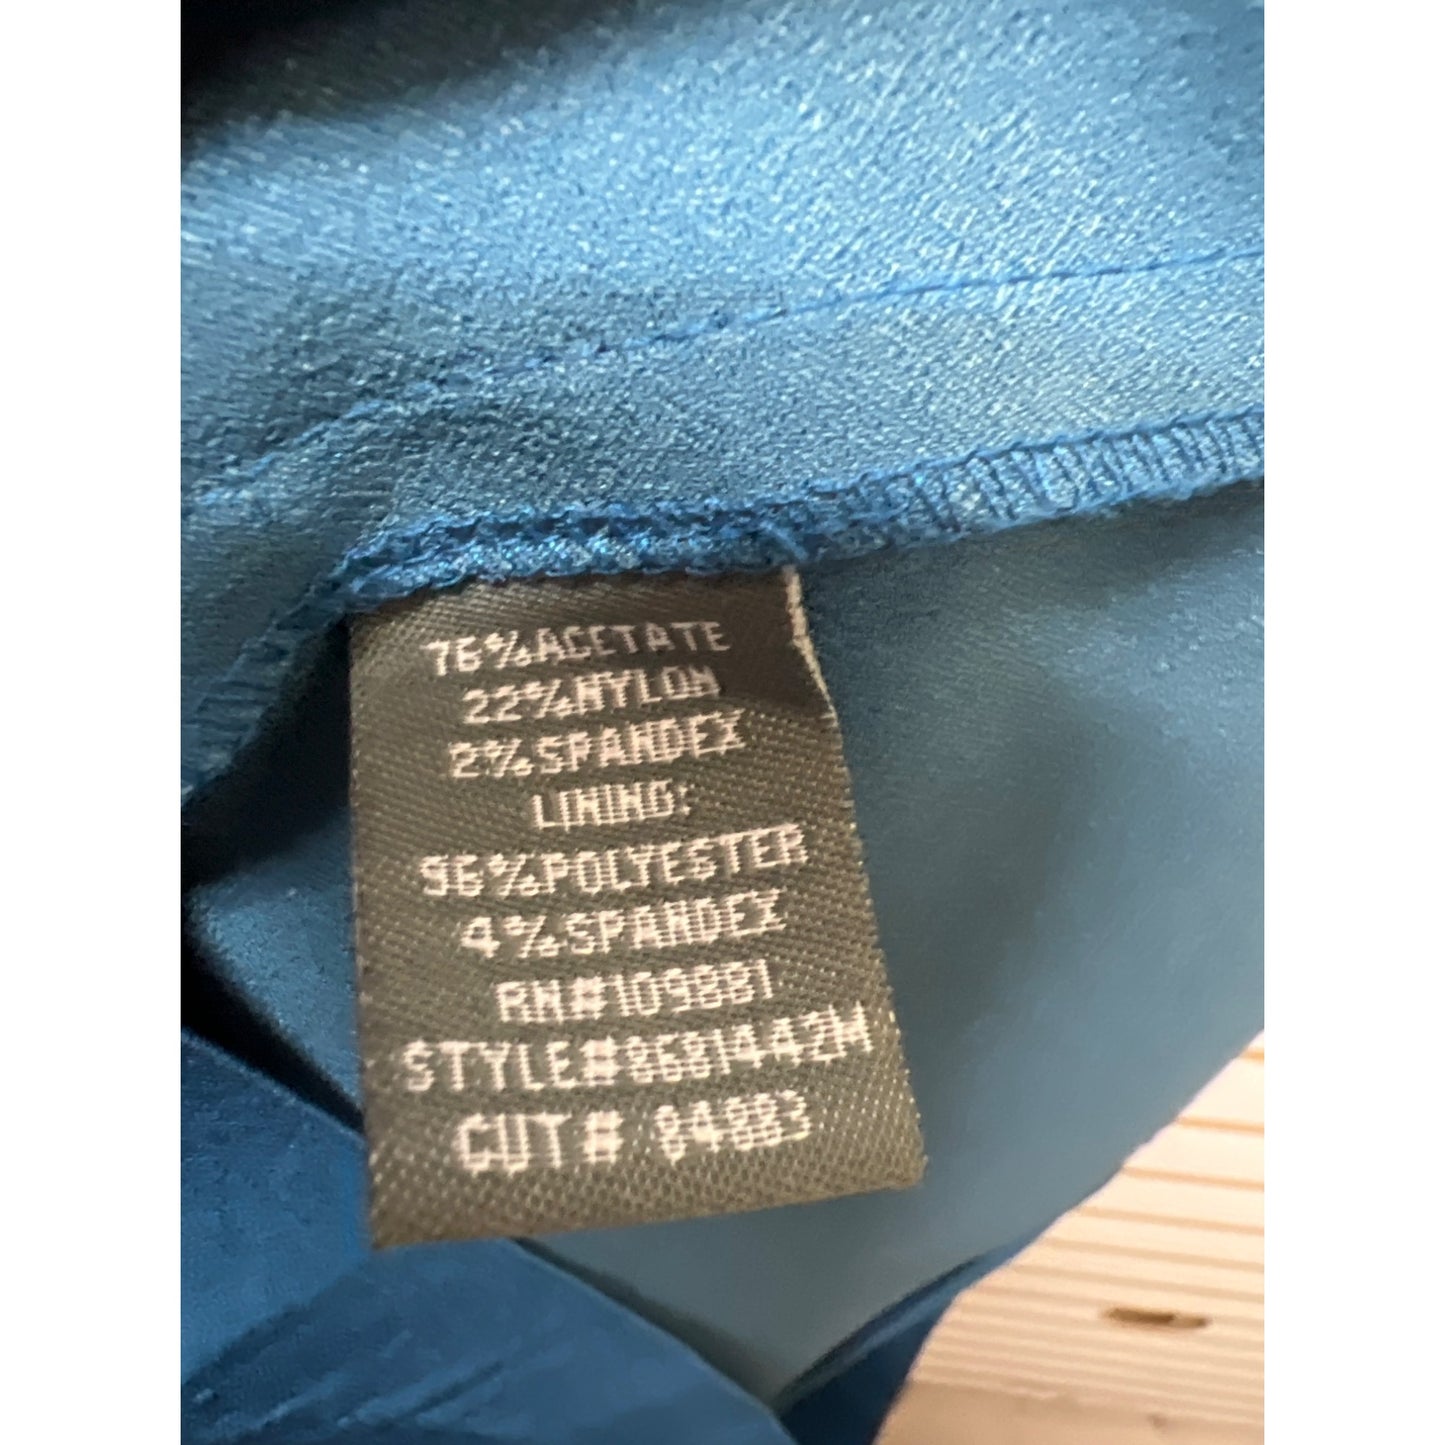 76%ACETATE
22%NYLON
2%SPANDEX
LINING:
96%POLYESTER
4%SPANDEX
RN#109881
STYLE#8681442M
CUT# 84883